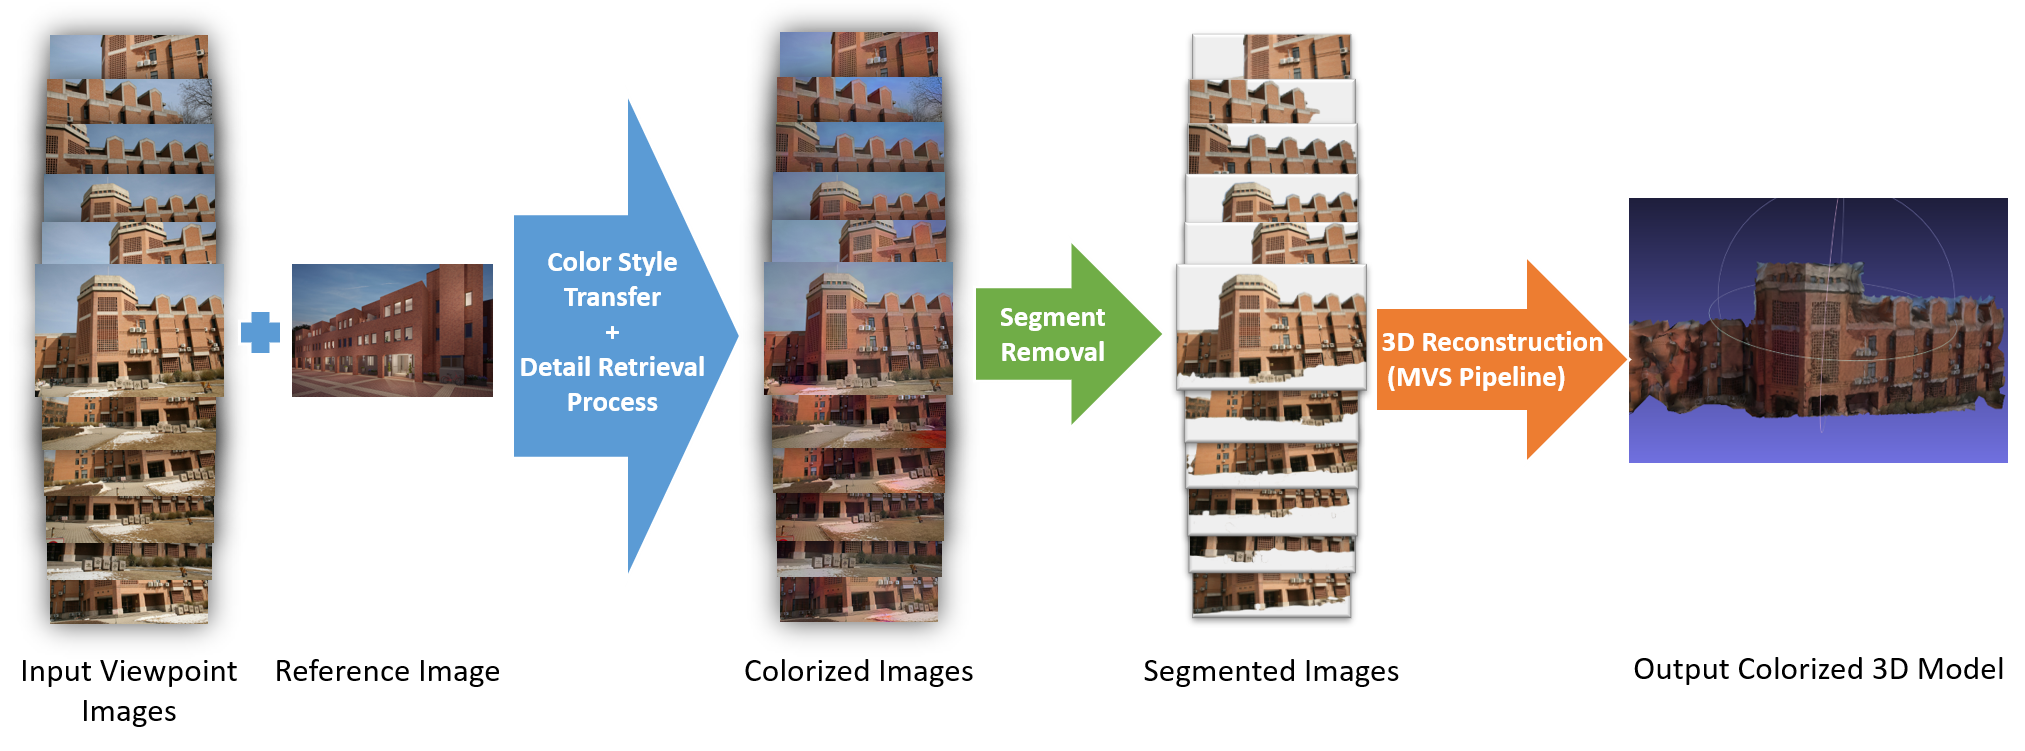 Color Style
Transfer
+
Detail Retrieval
Process
Segment
Removal
3D Reconstruction
(MVS Pipeline)
Input Viewpoint
Images
Reference Image
Colorized Images
Segmented Images
Output Colorized 3D Model